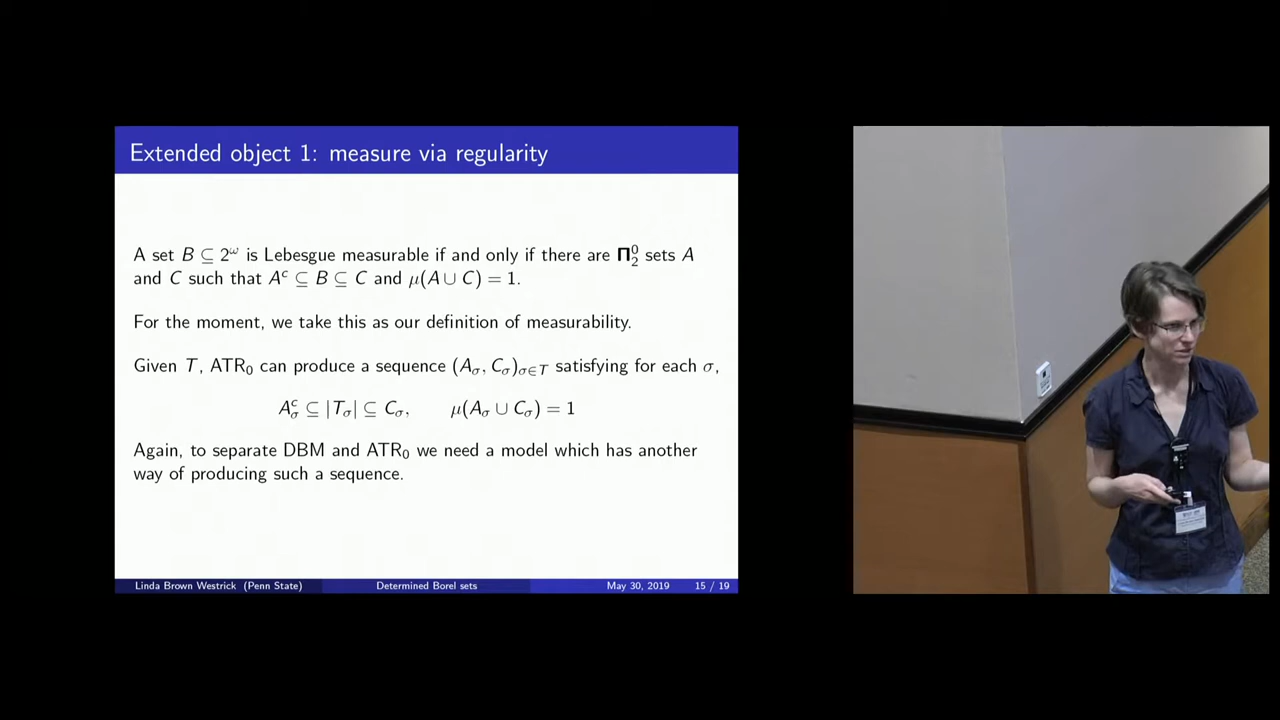 Extended object 1: measure via regularity
A set B ⊆ 2^ω is Lebesgue measurable if and only if there are 𝚷⁰₂ sets A
and C such that Aᶜ ⊆ B ⊆ C and μ(A ∪ C) = 1.
For the moment, we take this as our definition of measurability.
Given T, ATR₀ can produce a sequence (A_σ, C_σ)_{σ∈T} satisfying for each σ,
A^c_σ ⊆ |T_σ| ⊆ C_σ, μ(A_σ ∪ C_σ) = 1
Again, to separate DBM and ATR₀ we need a model which has another
way of producing such a sequence.
Linda Brown Westrick (Penn State) Determined Borel sets May 30, 2019 15 / 19